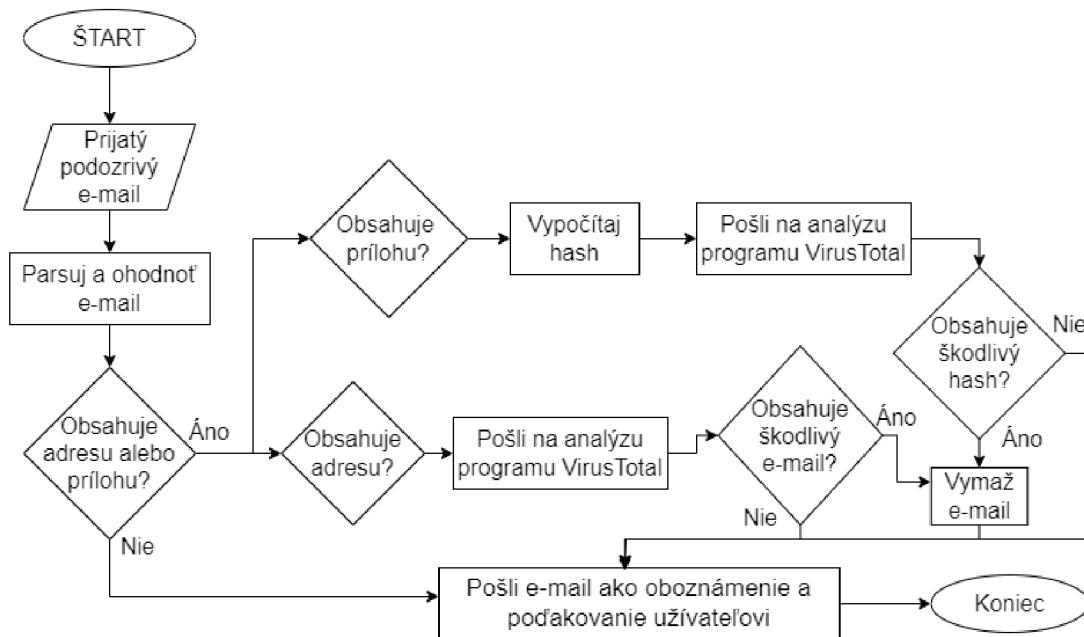 ŠTART
Prijatý
podozrivý
e-mail
Parsuj a ohodnoť
e-mail
Obsahuje
adresu alebo
prílohu?
Áno
Nie
Obsahuje
prílohu?
Vypočítaj
hash
Pošli na analýzu
programu VirusTotal
Obsahuje
škodlivý
hash?
Nie
Áno
Obsahuje
adresu?
Pošli na analýzu
programu VirusTotal
Obsahuje
škodlivý
e-mail?
Áno
Nie
Vymaž
e-mail
Pošli e-mail ako oboznámenie a
poďakovanie užívateľovi
Koniec